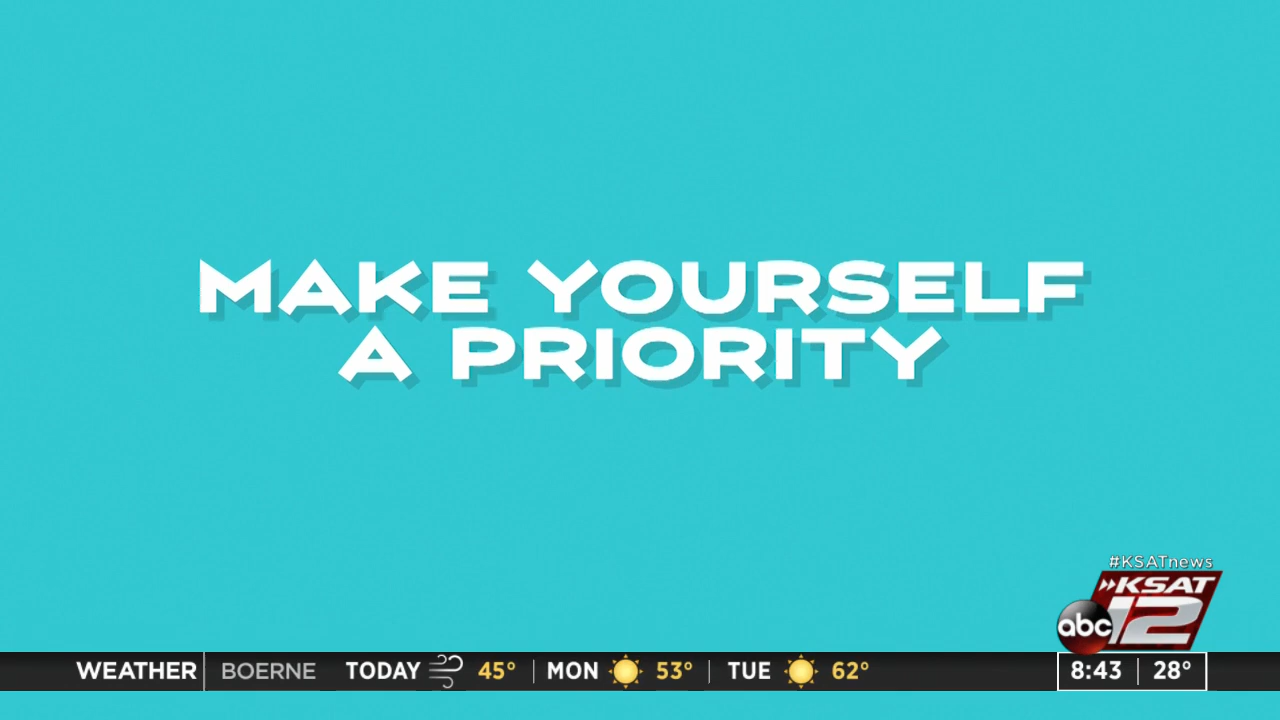 MAKE YOURSELF
A PRIORITY
#KSATnews
KSAT
abc 12
WEATHER BOERNE TODAY 45° MON 53° TUE 62° 8:43 28°